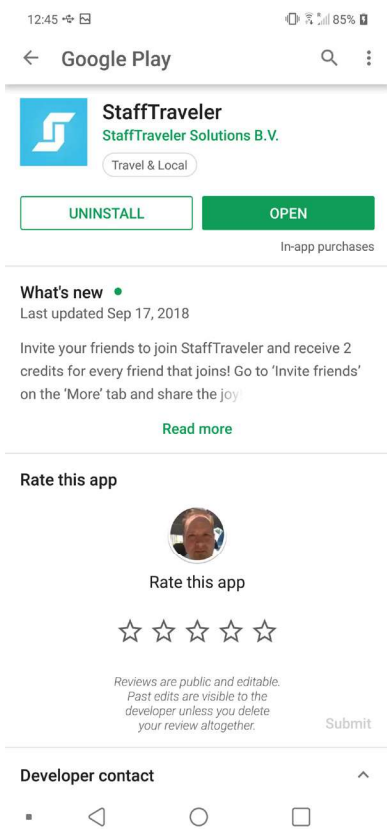 12:45
85%
Google Play
StaffTraveler
StaffTraveler Solutions B.V.
Travel & Local
UNINSTALL
OPEN
In-app purchases
What's new
Last updated Sep 17, 2018
Invite your friends to join StaffTraveler and receive 2
credits for every friend that joins! Go to ‘Invite friends’
on the ‘More’ tab and share the joy
Read more
Rate this app
Rate this app
Reviews are public and editable.
Past edits are visible to the
developer unless you delete
your review altogether.
Submit
Developer contact